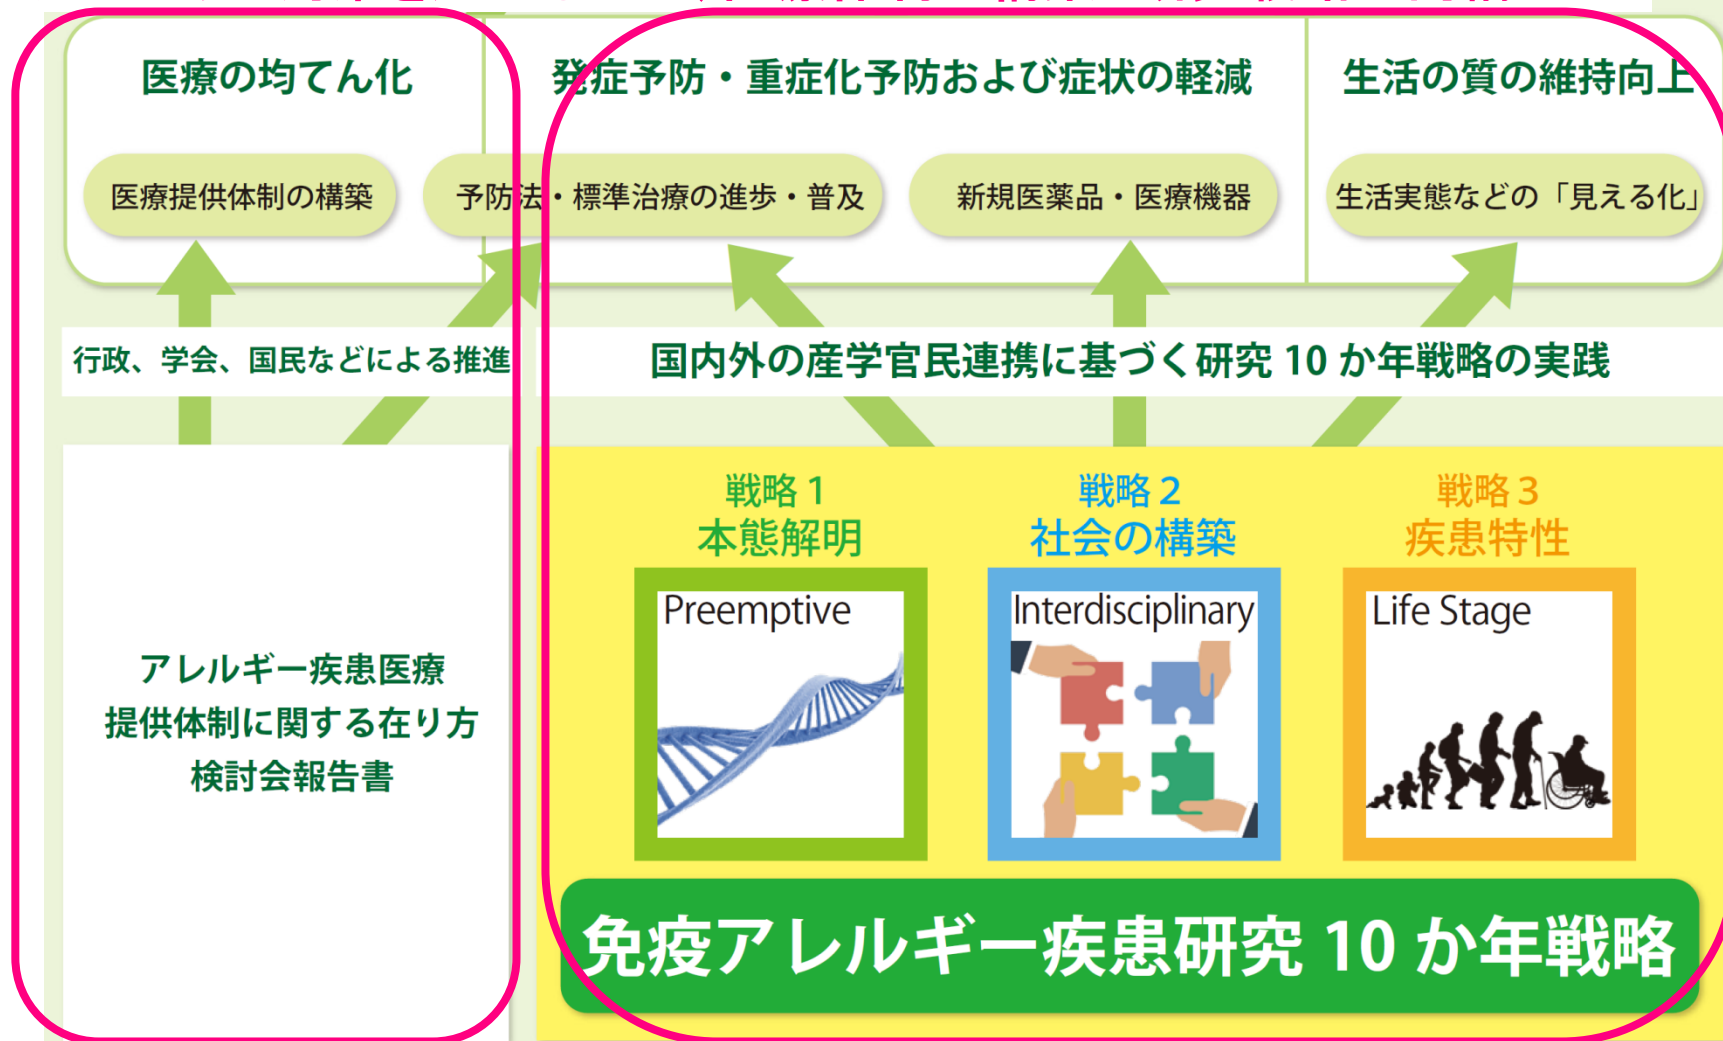 医療の均てん化
発症予防・重症化予防および症状の軽減
生活の質の維持向上
医療提供体制の構築
予防法・標準治療の進歩・普及
新規医薬品・医療機器
生活実態などの「見える化」
行政、学会、国民などによる推進
国内外の産学官民連携に基づく研究 10 か年戦略の実践
アレルギー疾患医療
提供体制に関する在り方
検討会報告書
戦略 1
本態解明
Preemptive
戦略 2
社会の構築
Interdisciplinary
戦略 3
疾患特性
Life Stage
免疫アレルギー疾患研究 10 か年戦略